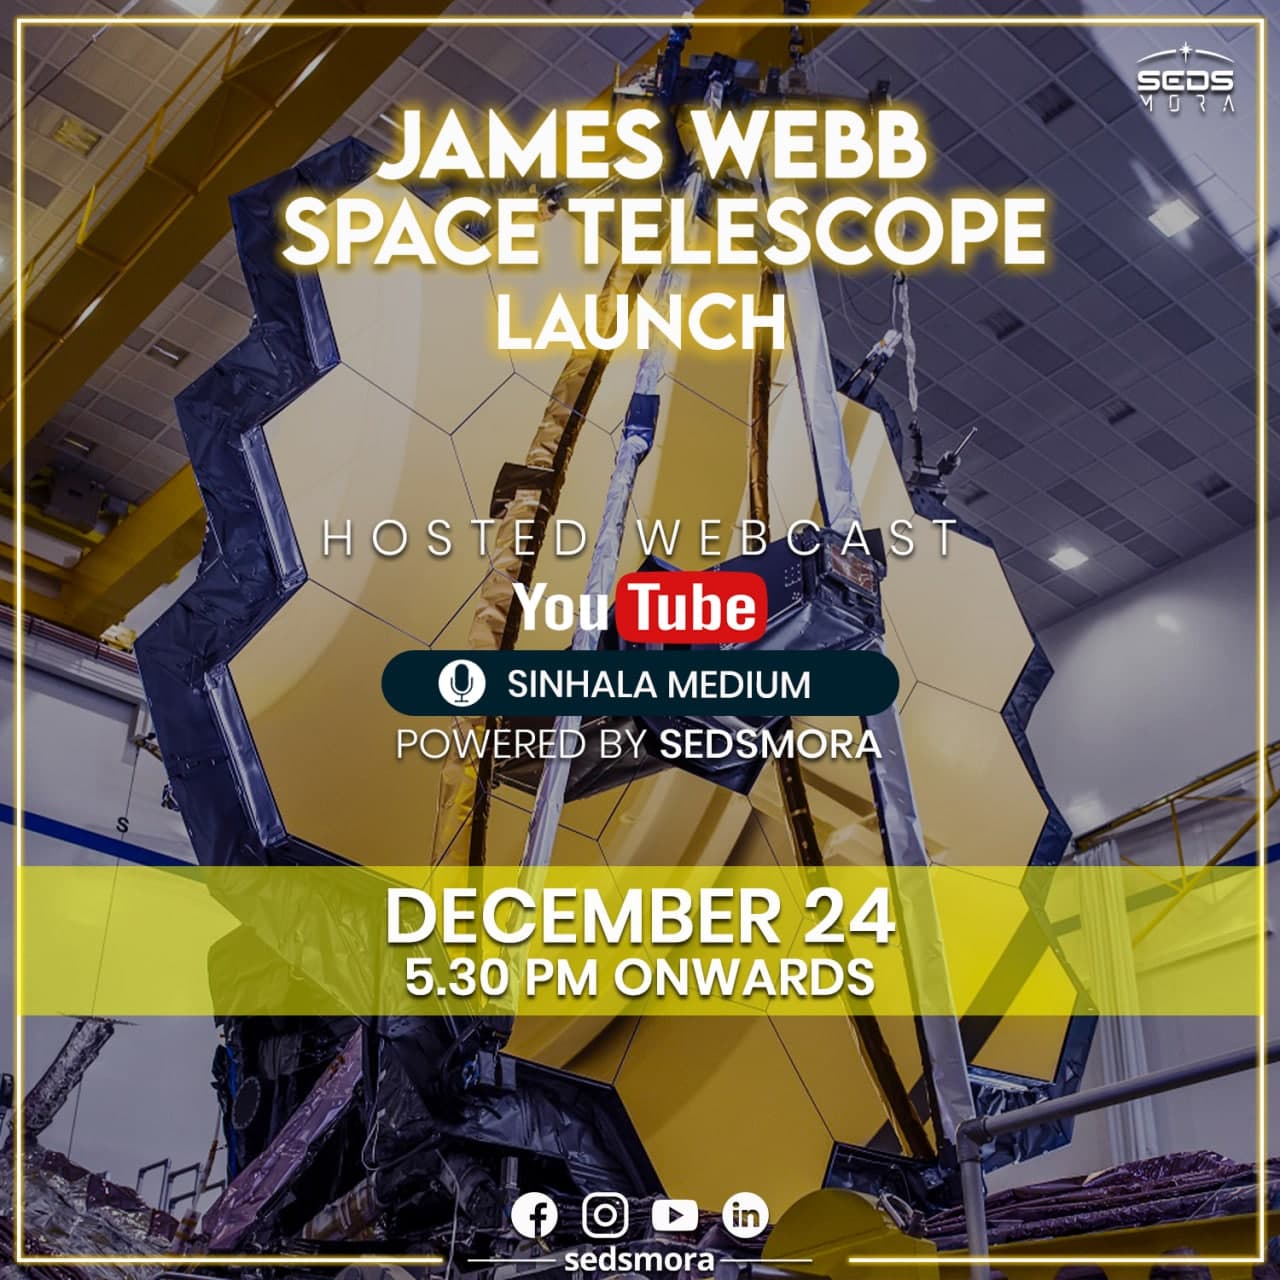 SEDS
MORA
JAMES WEBB
SPACE TELESCOPE
LAUNCH
HOSTED WEBCAST
YouTube
SINHALA MEDIUM
POWERED BY SEDSMORA
S
DECEMBER 24
5.30 PM ONWARDS
in
sedsmora